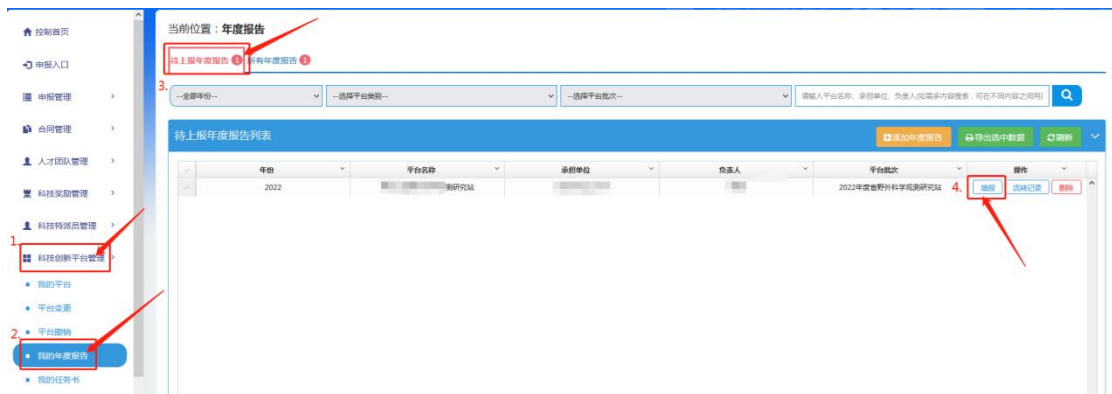 控制首页
申报入口
申报管理
合同管理
人才团队管理
科技奖励管理
科技特派员管理
1.
科技创新平台管理
我的平台
平台变更
平台撤销
2.
我的年度报告
我的任务书
当前位置：年度报告
待上报年度报告 1 所有年度报告 1
3.
--全部年份-- --选择平台类别-- --选择平台批次-- 请输入平台名称、承担单位、负责人(如需多内容搜索，可在不同内容之间用
待上报年度报告列表 添加年度报告 导出选中数据 刷新
年份 平台名称 承担单位 负责人 平台批次 操作
2022 测研究站 2022年度省野外科学观测研究站 4. 填报 流转记录 删除